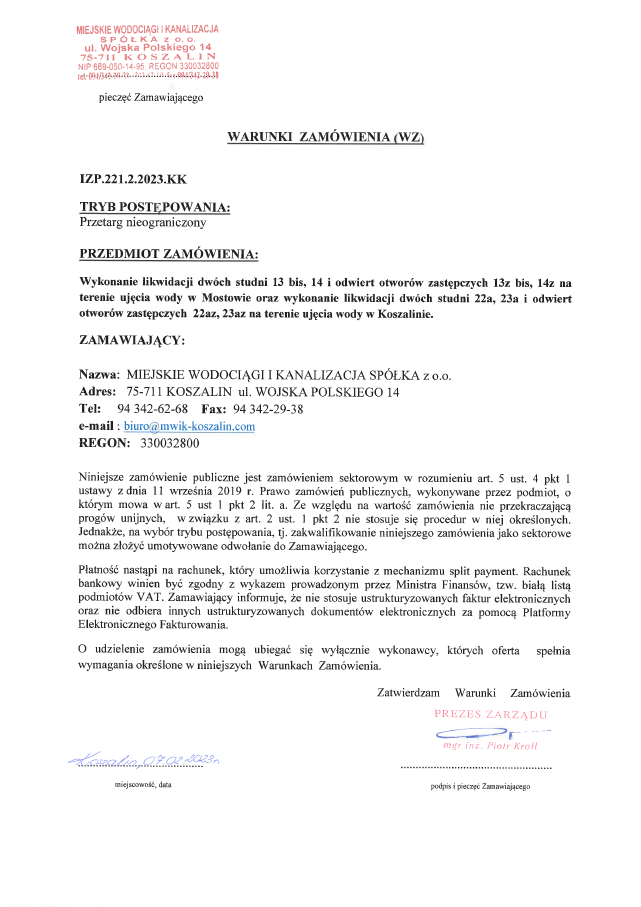 MIEJSKIE WODOCIĄGI I KANALIZACJA
SPÓŁKA z o.o.
ul. Wojska Polskiego 14
75-711 KOSZALIN
NIP 669-050-14-95, REGON 330032800
pieczęć Zamawiającego
WARUNKI ZAMÓWIENIA (WZ)
IZP.221.2.2023.KK
TRYB POSTĘPOWANIA:
Przetarg nieograniczony
PRZEDMIOT ZAMÓWIENIA:
Wykonanie likwidacji dwóch studni 13 bis, 14 i odwiert otworów zastępczych 13z bis, 14z na
terenie ujęcia wody w Mostowie oraz wykonanie likwidacji dwóch studni 22a, 23a i odwiert
otworów zastępczych 22az, 23az na terenie ujęcia wody w Koszalinie.
ZAMAWIAJĄCY:
Nazwa: MIEJSKIE WODOCIĄGI I KANALIZACJA SPÓŁKA z o.o.
Adres: 75-711 KOSZALIN ul. WOJSKA POLSKIEGO 14
Tel: 94 342-62-68 Fax: 94 342-29-38
e-mail : biuro@mwik-koszalin.com
REGON: 330032800
Niniejsze zamówienie publiczne jest zamówieniem sektorowym w rozumieniu art. 5 ust. 4 pkt 1
ustawy z dnia 11 września 2019 r. Prawo zamówień publicznych, wykonywane przez podmiot, o
którym mowa w art. 5 ust 1 pkt 2 lit. a. Ze względu na wartość zamówienia nie przekraczającą
progów unijnych, w związku z art. 2 ust. 1 pkt 2 nie stosuje się procedur w niej określonych.
Jednakże, na wybór trybu postępowania, tj. zakwalifikowanie niniejszego zamówienia jako sektorowe
można złożyć umotywowane odwołanie do Zamawiającego.
Płatność nastąpi na rachunek, który umożliwia korzystanie z mechanizmu split payment. Rachunek
bankowy winien być zgodny z wykazem prowadzonym przez Ministra Finansów, tzw. białą listą
podmiotów VAT. Zamawiający informuje, że nie stosuje ustrukturyzowanych faktur elektronicznych
oraz nie odbiera innych ustrukturyzowanych dokumentów elektronicznych za pomocą Platformy
Elektronicznego Fakturowania.
O udzielenie zamówienia mogą ubiegać się wyłącznie wykonawcy, których oferta spełnia
wymagania określone w niniejszych Warunkach Zamówienia.
Zatwierdzam Warunki Zamówienia
PREZES ZARZĄDU
mgr inż. Piotr Kroll
Koszalin, 07.02.2023r.
miejscowość, data
podpis i pieczęć Zamawiającego